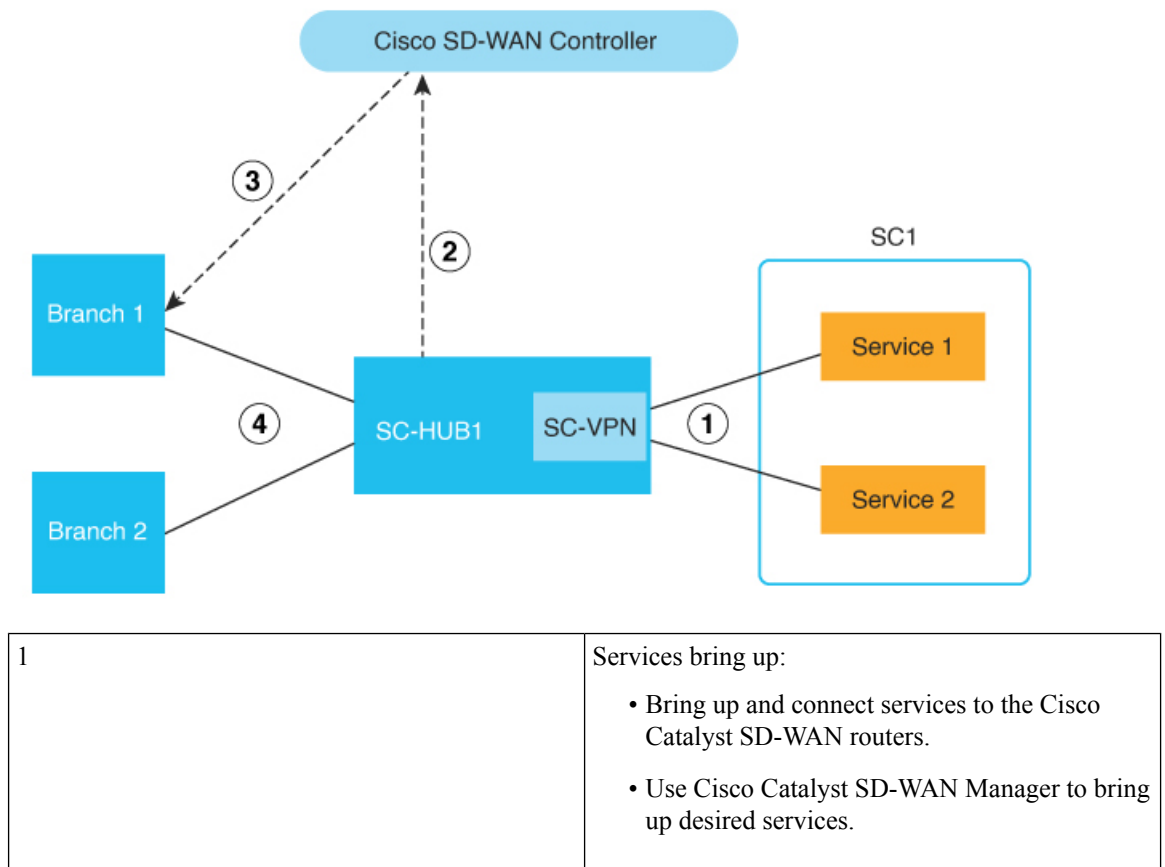 Cisco SD-WAN Controller
3
2
SC1
Branch 1
Service 1
4
SC-HUB1
SC-VPN
1
Branch 2
Service 2
1
Services bring up:
• Bring up and connect services to the Cisco
Catalyst SD-WAN routers.
• Use Cisco Catalyst SD-WAN Manager to bring
up desired services.